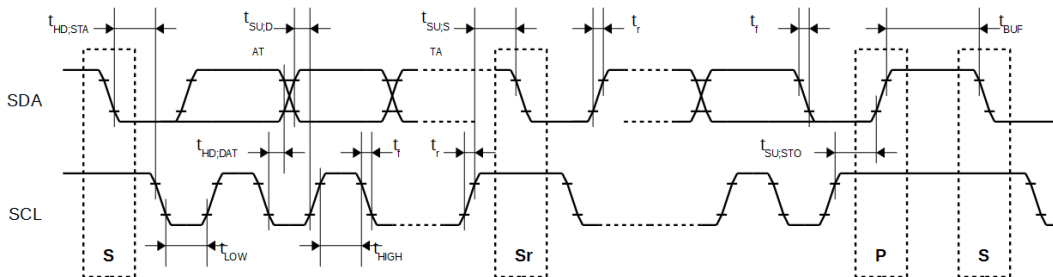 tHD;STA tSU;D tSU;S tr tf tBUF
AT TA
SDA
tHD;DAT tf tr tSU;STO
SCL
S tLOW tHIGH Sr P S